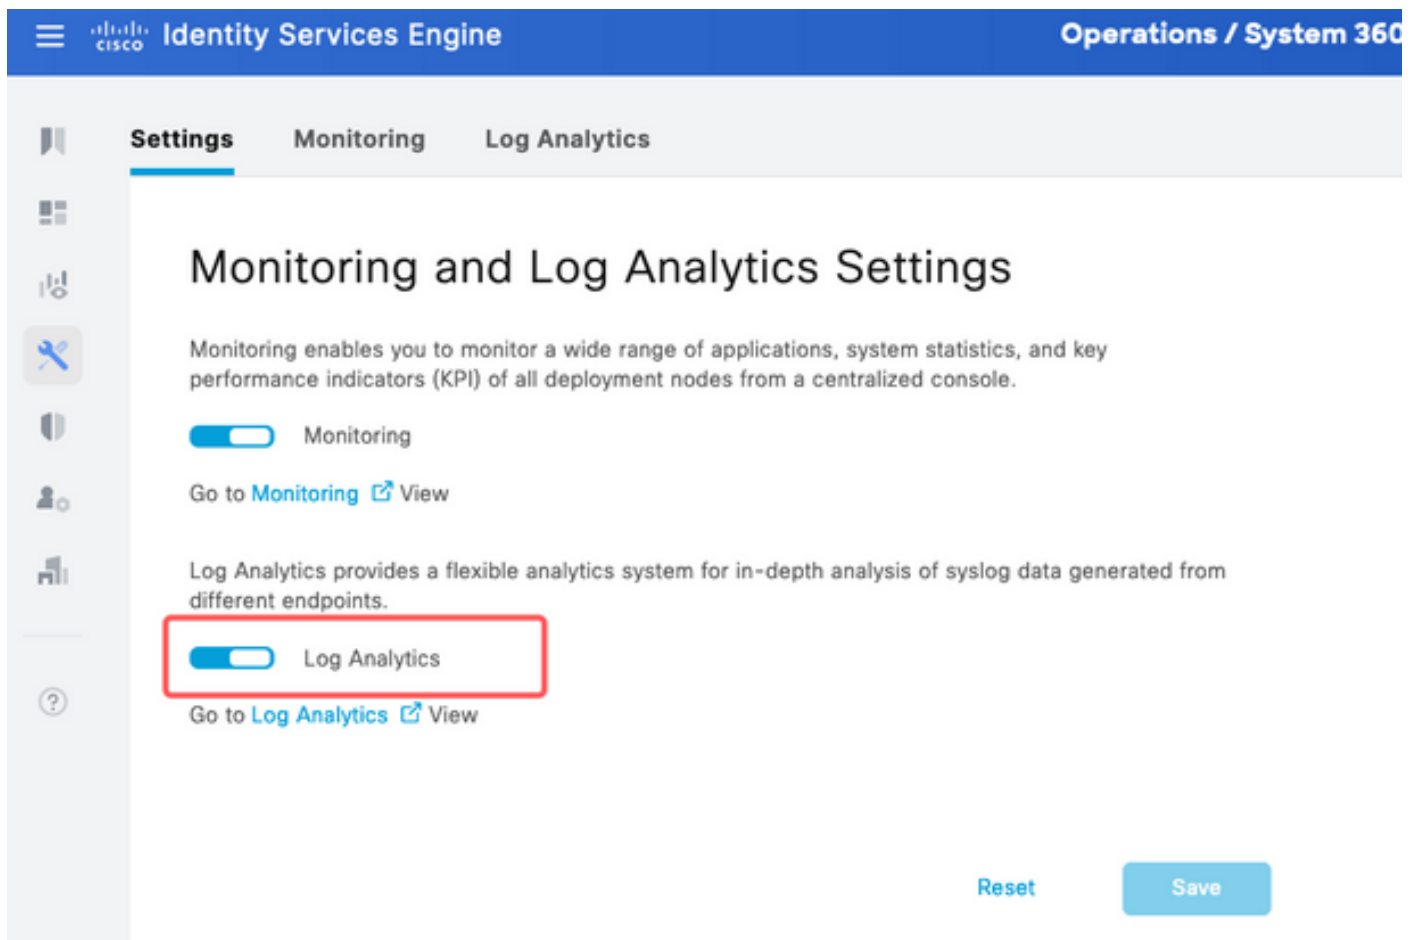 cisco Identity Services Engine
Operations / System 360
Settings
Monitoring
Log Analytics
Monitoring and Log Analytics Settings
Monitoring enables you to monitor a wide range of applications, system statistics, and key
performance indicators (KPI) of all deployment nodes from a centralized console.
Monitoring
Go to Monitoring View
Log Analytics provides a flexible analytics system for in-depth analysis of syslog data generated from
different endpoints.
Log Analytics
Go to Log Analytics View
Reset
Save